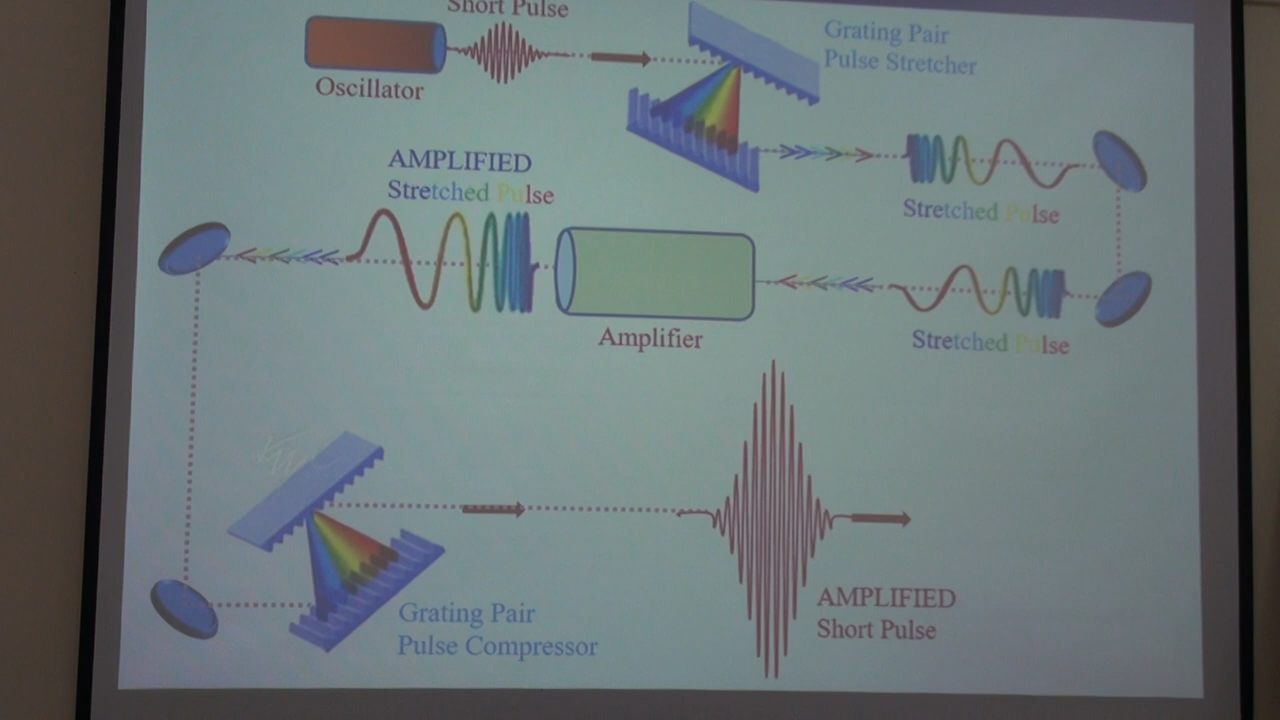 Short Pulse
Oscillator
Grating Pair
Pulse Stretcher
AMPLIFIED
Stretched Pulse
Stretched Pulse
Amplifier
Stretched Pulse
Grating Pair
Pulse Compressor
AMPLIFIED
Short Pulse